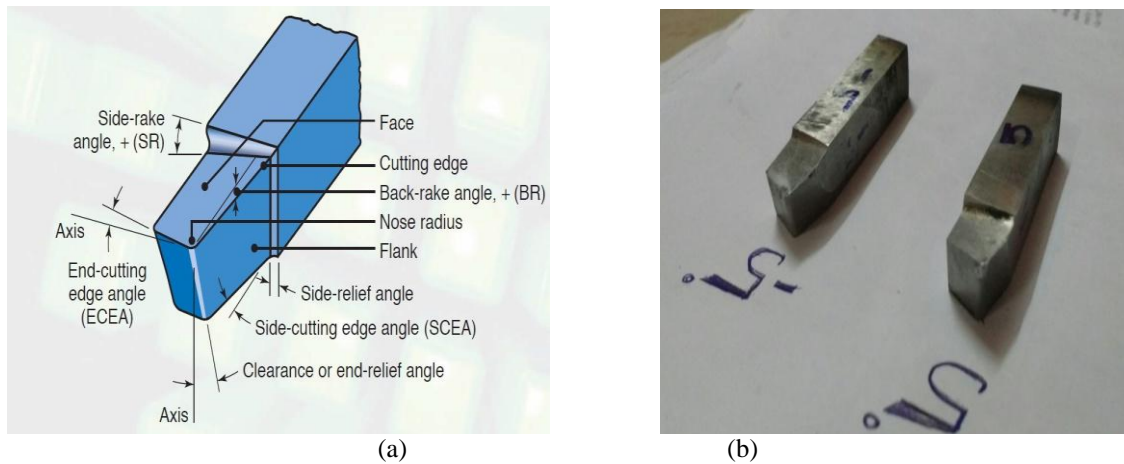 Side-rake
angle, + (SR)
Axis
End-cutting
edge angle
(ECEA)
Axis
Face
Cutting edge
Back-rake angle, + (BR)
Nose radius
Flank
Side-relief angle
Side-cutting edge angle (SCEA)
Clearance or end-relief angle
(a)
5
(b)